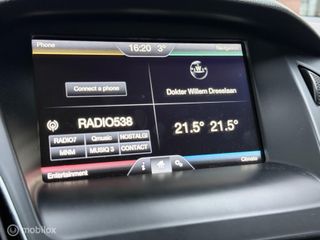 Phone
16:20 3°
Navigation
Connect a phone
Dokter Willem Dreeslaan
RADIO538
RADIO7 Qmusic NOSTALGI
MNM MUSIQ 3 CONTACT
21.5° 21.5°
Entertainment
Climate
Marktplaats